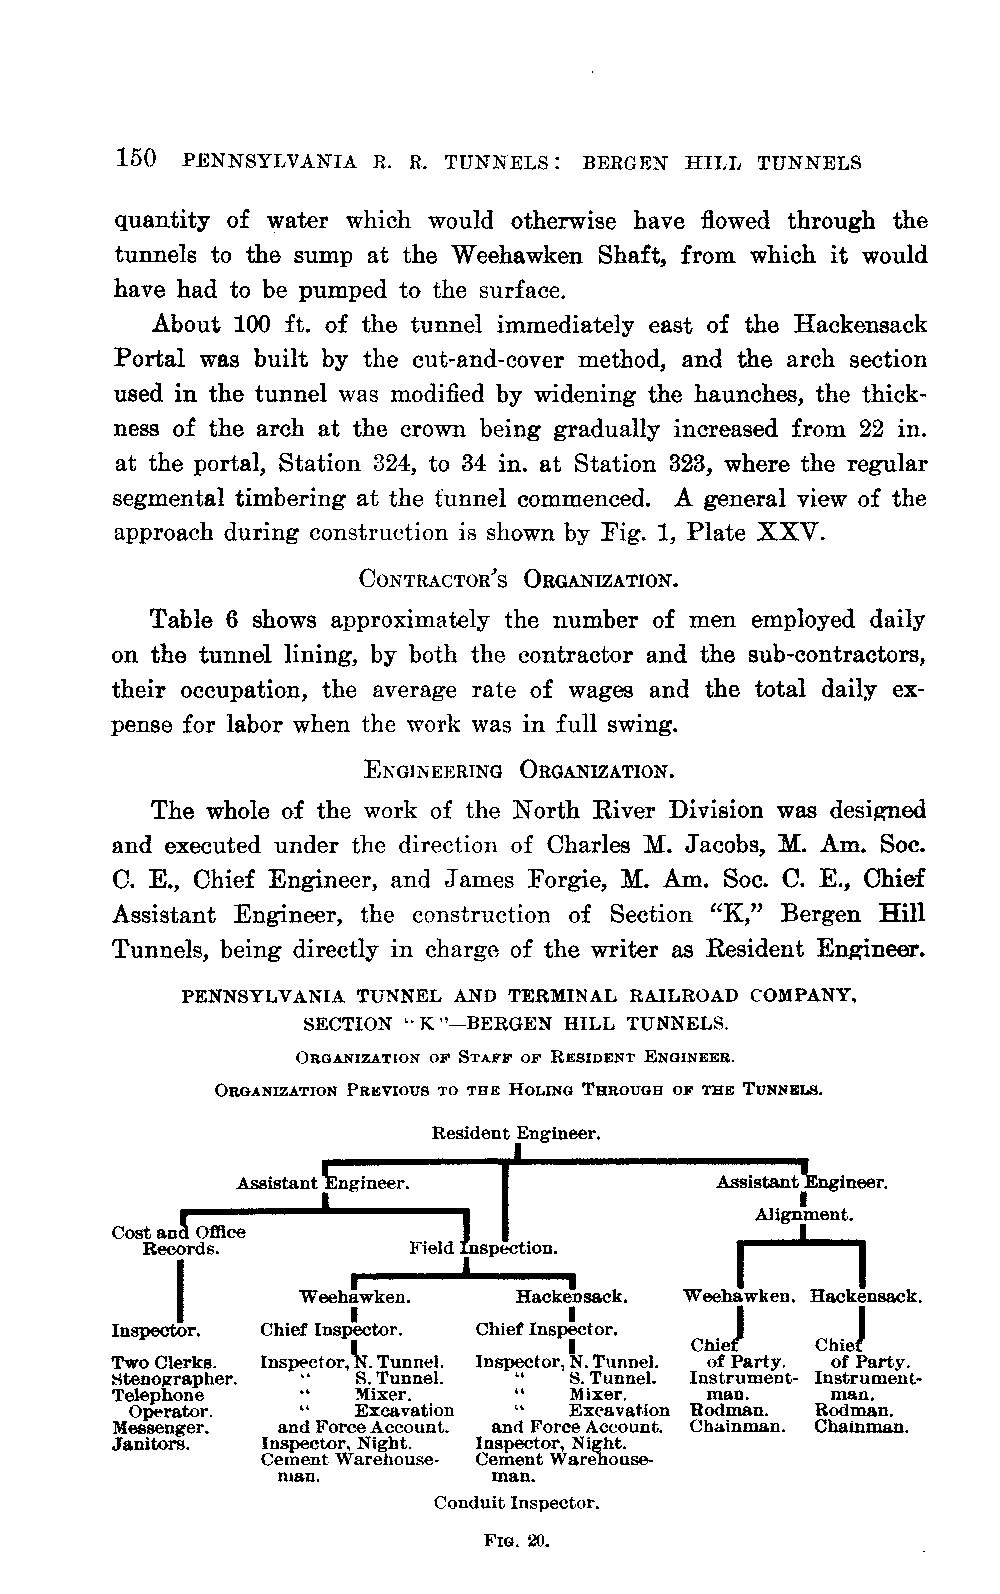 150 PENNSYLVANIA R. R. TUNNELS: BERGEN HILL TUNNELS
quantity of water which would otherwise have flowed through the
tunnels to the sump at the Weehawken Shaft, from which it would
have had to be pumped to the surface.
About 100 ft. of the tunnel immediately east of the Hackensack
Portal was built by the cut-and-cover method, and the arch section
used in the tunnel was modified by widening the haunches, the thick-
ness of the arch at the crown being gradually increased from 22 in.
at the portal, Station 324, to 34 in. at Station 323, where the regular
segmental timbering at the tunnel commenced. A general view of the
approach during construction is shown by Fig. 1, Plate XXV.
CONTRACTOR'S ORGANIZATION.
Table 6 shows approximately the number of men employed daily
on the tunnel lining, by both the contractor and the sub-contractors,
their occupation, the average rate of wages and the total daily ex-
pense for labor when the work was in full swing.
ENGINEERING ORGANIZATION.
The whole of the work of the North River Division was designed
and executed under the direction of Charles M. Jacobs, M. Am. Soc.
C. E., Chief Engineer, and James Forgie, M. Am. Soc. C. E., Chief
Assistant Engineer, the construction of Section "K," Bergen Hill
Tunnels, being directly in charge of the writer as Resident Engineer.
PENNSYLVANIA TUNNEL AND TERMINAL RAILROAD COMPANY,
SECTION "K"—BERGEN HILL TUNNELS.
ORGANIZATION OF STAFF OF RESIDENT ENGINEER.
ORGANIZATION PREVIOUS TO THE HOLING THROUGH OF THE TUNNELS.
Resident Engineer.
Assistant Engineer.
Cost and Office
Records.
Inspector.
Two Clerks.
Stenographer.
Telephone
Operator.
Messenger.
Janitors.
Field Inspection.
Weehawken.
Chief Inspector.
Inspector, N. Tunnel.
" S. Tunnel.
" Mixer.
" Excavation
and Force Account.
Inspector, Night.
Cement Warehouse-
man.
Hackensack.
Chief Inspector.
Inspector, N. Tunnel.
" S. Tunnel.
" Mixer.
" Excavation
and Force Account.
Inspector, Night.
Cement Warehouse-
man.
Conduit Inspector.
Assistant Engineer.
Alignment.
Weehawken.
Chief
of Party.
Instrument-
man.
Rodman.
Chainman.
Hackensack.
Chief
of Party.
Instrument-
man.
Rodman.
Chainman.
FIG. 20.